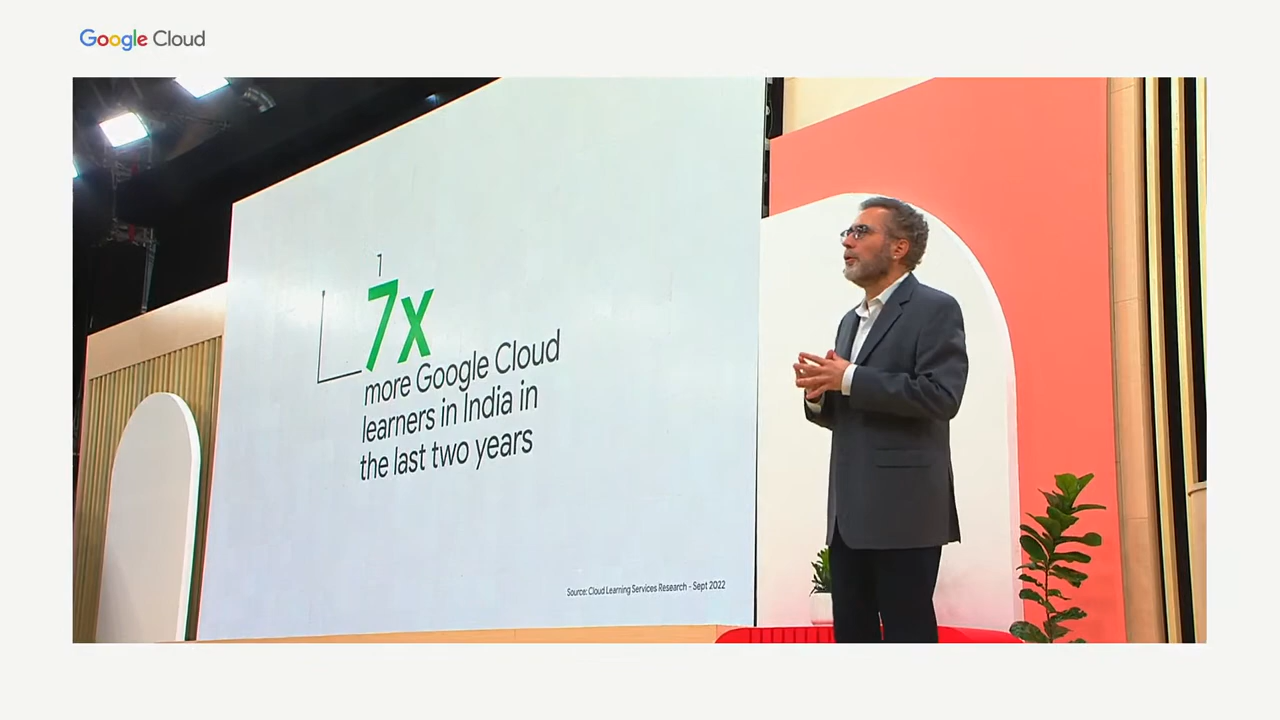 Google Cloud
7x
more Google Cloud
learners in India in
the last two years
Source: Cloud Learning Services Research - Sept 2022